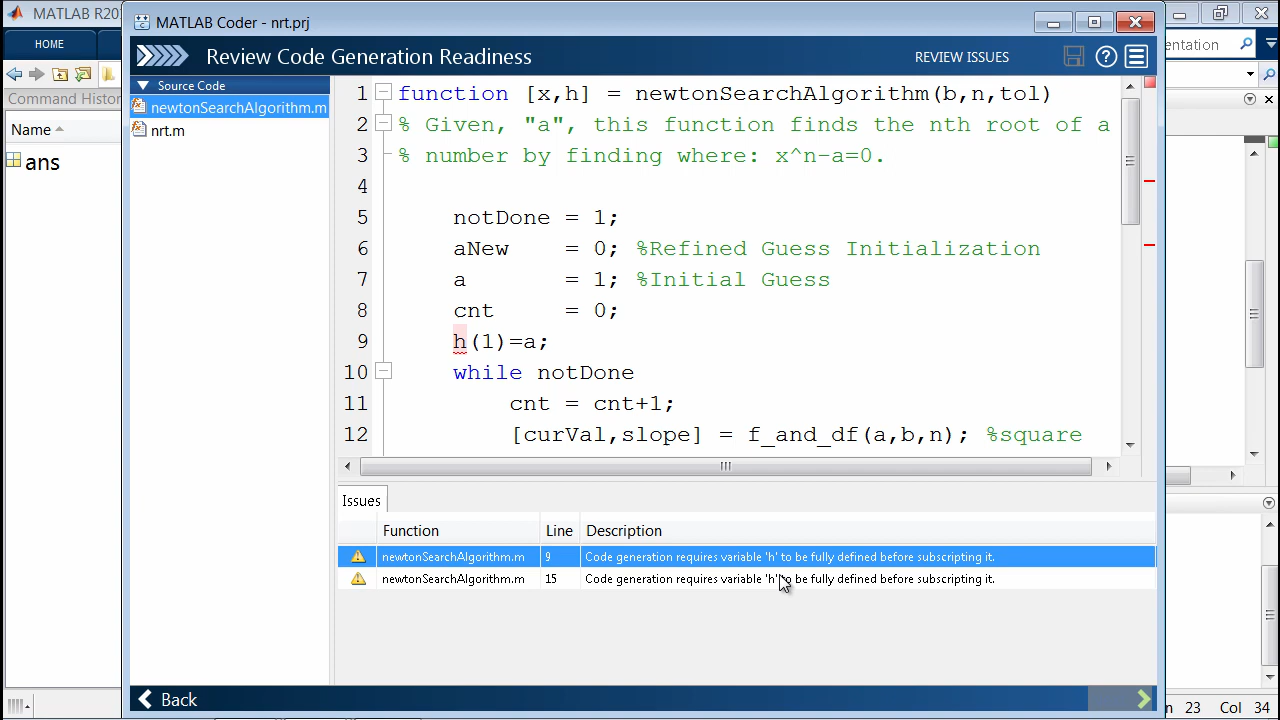 MATLAB R20
MATLAB Coder - nrt.prj
HOME
Review Code Generation Readiness
REVIEW ISSUES
?
entation
Command Histo
Name
ans
Source Code
newtonSearchAlgorithm.m
nrt.m
1 function [x,h] = newtonSearchAlgorithm(b,n,tol)
2 % Given, "a", this function finds the nth root of a
3 % number by finding where: x^n-a=0.
4
5 notDone = 1;
6 aNew = 0; %Refined Guess Initialization
7 a = 1; %Initial Guess
8 cnt = 0;
9 h(1)=a;
10 while notDone
11 cnt = cnt+1;
12 [curVal,slope] = f_and_df(a,b,n); %square
Issues
Function Line Description
newtonSearchAlgorithm.m 9 Code generation requires variable 'h' to be fully defined before subscripting it.
newtonSearchAlgorithm.m 15 Code generation requires variable 'h' to be fully defined before subscripting it.
Back
n 23 Col 34